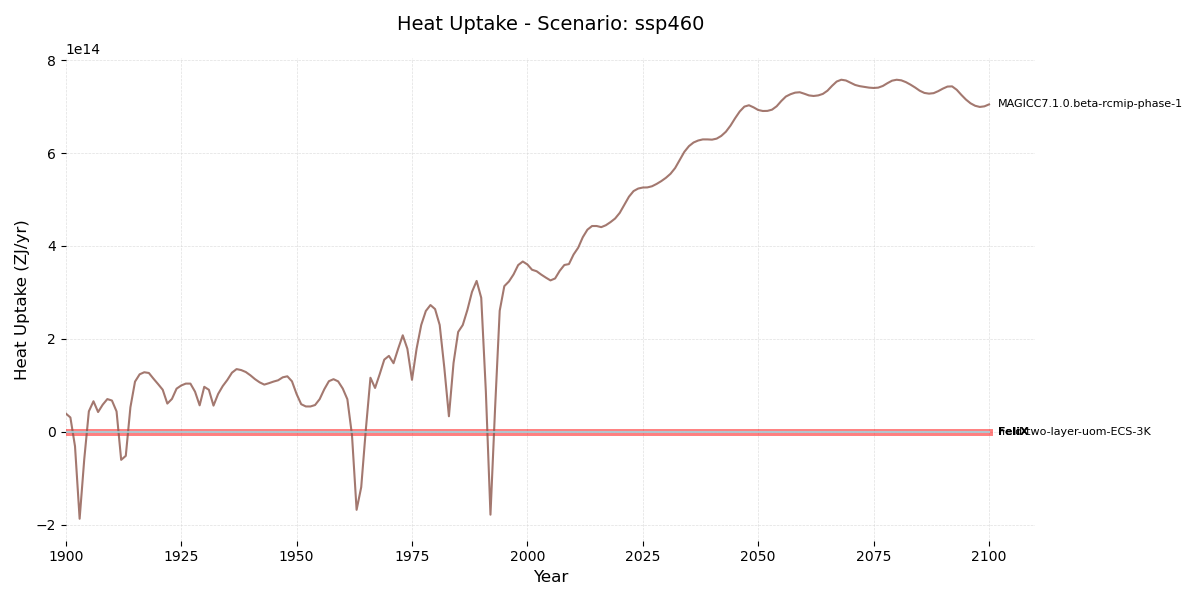 Heat Uptake - Scenario: ssp460
1e14
8
6
4
2
0
−2
Heat Uptake (ZJ/yr)
MAGICC7.1.0.beta-rcmip-phase-1
FeliX
two-layer-uom-ECS-3K
1900
1925
1950
1975
2000
2025
2050
2075
2100
Year